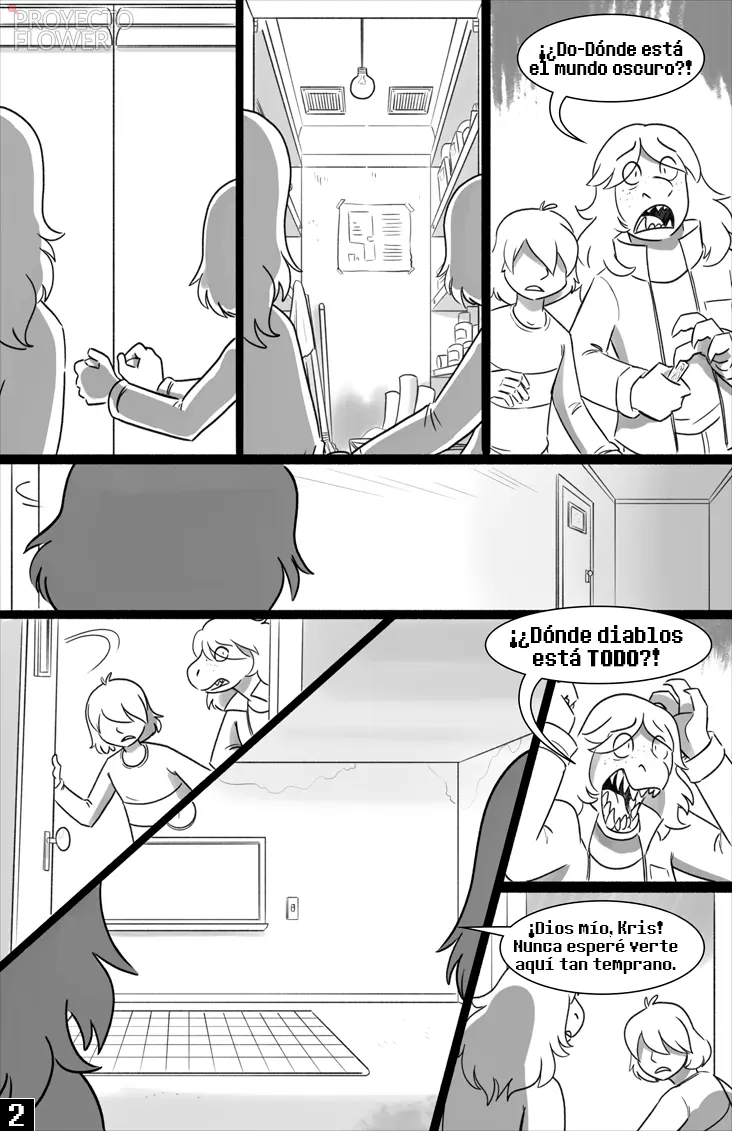 PROYECTO
FLOWER
¡¿Do-Dónde está
el mundo oscuro?!
¡¿Dónde diablos
está TODO?!
¡Dios mío, Kris!
Nunca esperé verte
aquí tan temprano.
2